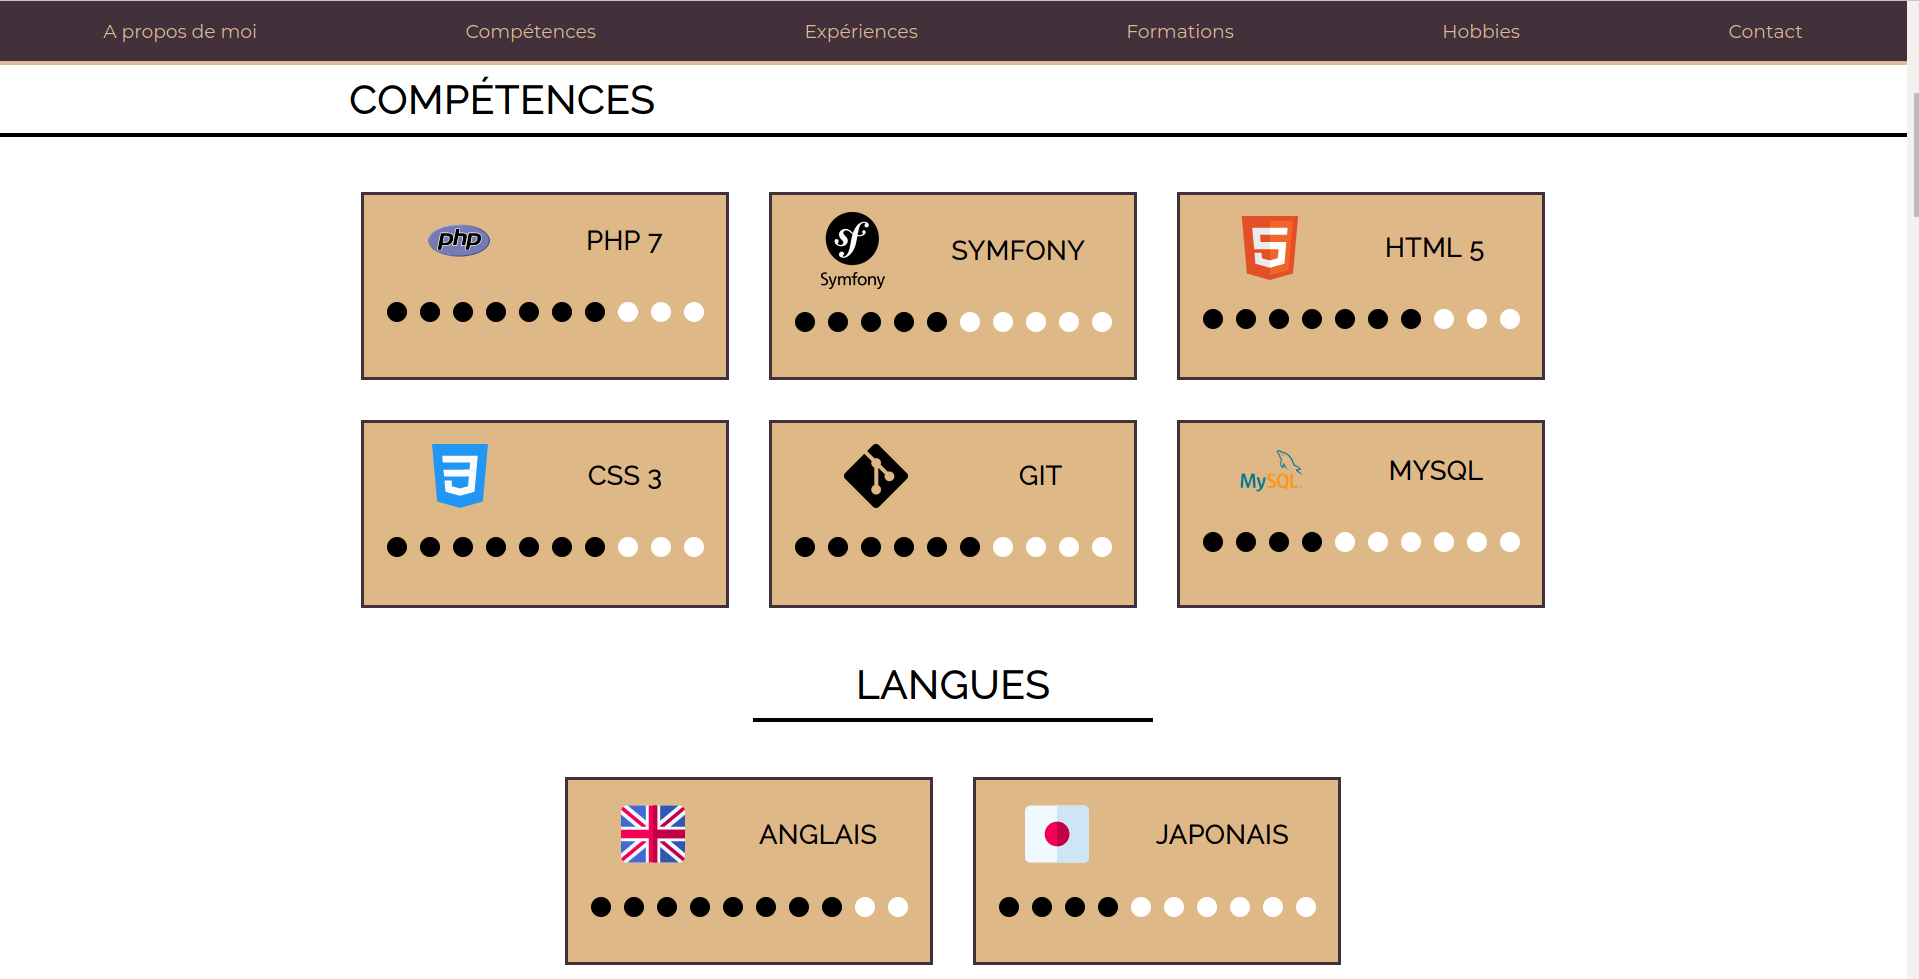 A propos de moi Compétences Expériences Formations Hobbies Contact
COMPÉTENCES
php PHP 7
sf Symfony SYMFONY
5 HTML 5
3 CSS 3
GIT
MySQL MYSQL
LANGUES
ANGLAIS
JAPONAIS